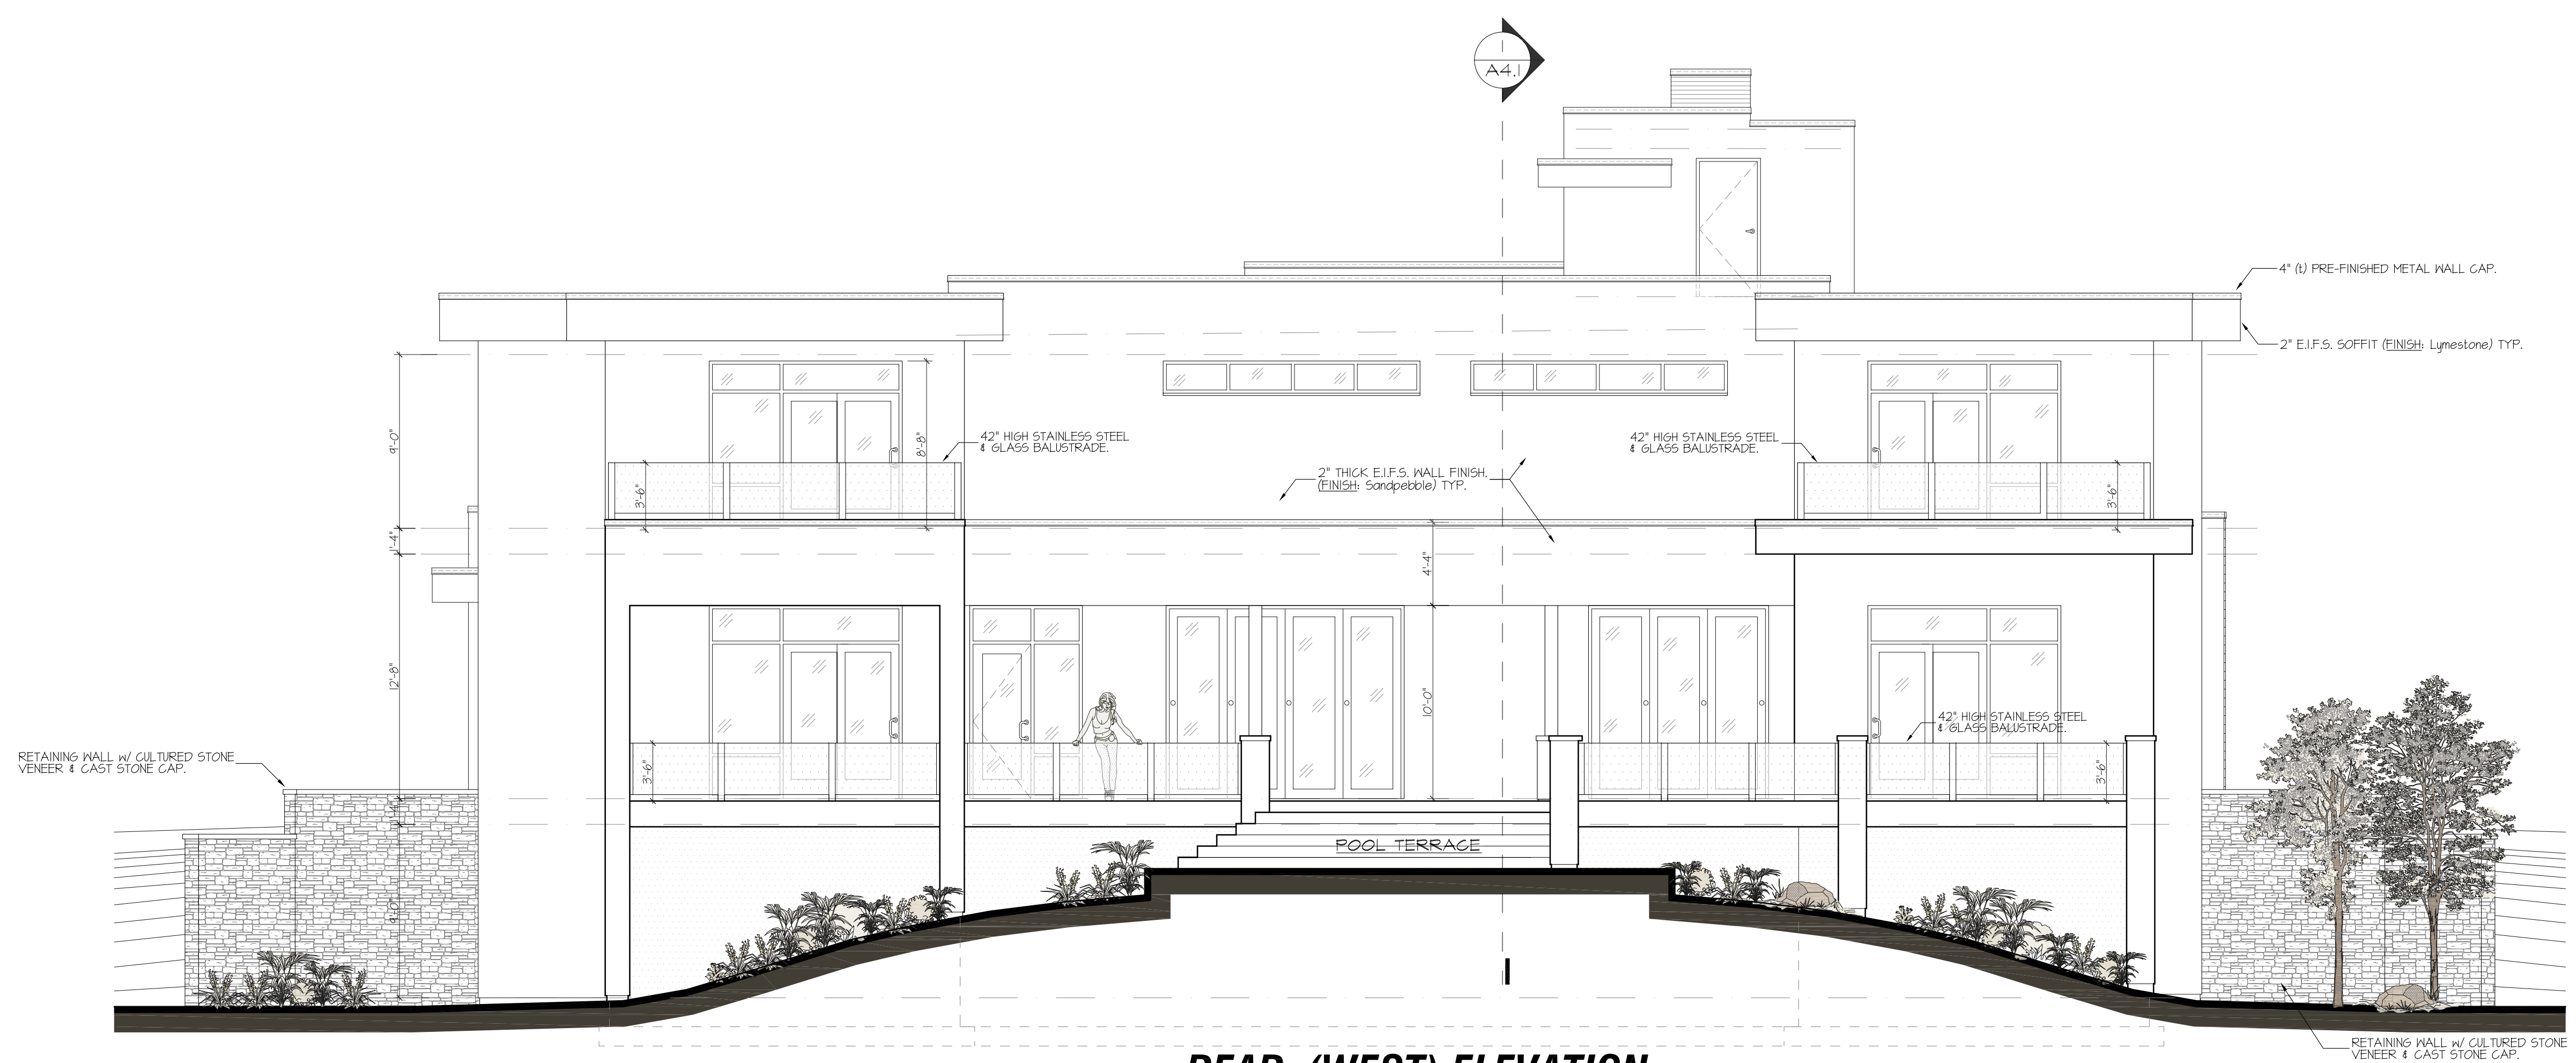 A4.1
4" (t) PRE-FINISHED METAL WALL CAP.
2" E.I.F.S. SOFFIT (FINISH: Lymestone) TYP.
9'-0"
8'-8"
42" HIGH STAINLESS STEEL
& GLASS BALUSTRADE.
42" HIGH STAINLESS STEEL
& GLASS BALUSTRADE.
2" THICK E.I.F.S. WALL FINISH.
(FINISH: Sandpebble) TYP.
3'-6"
3'-6"
1'-4"
4'-4"
12'-8"
10'-0"
42" HIGH STAINLESS STEEL
& GLASS BALUSTRADE.
RETAINING WALL w/ CULTURED STONE
VENEER & CAST STONE CAP.
3'-6"
3'-6"
1'-4"
POOL TERRACE
9'-0"
RETAINING WALL w/ CULTURED STONE
VENEER & CAST STONE CAP.
REAR (WEST) ELEVATION